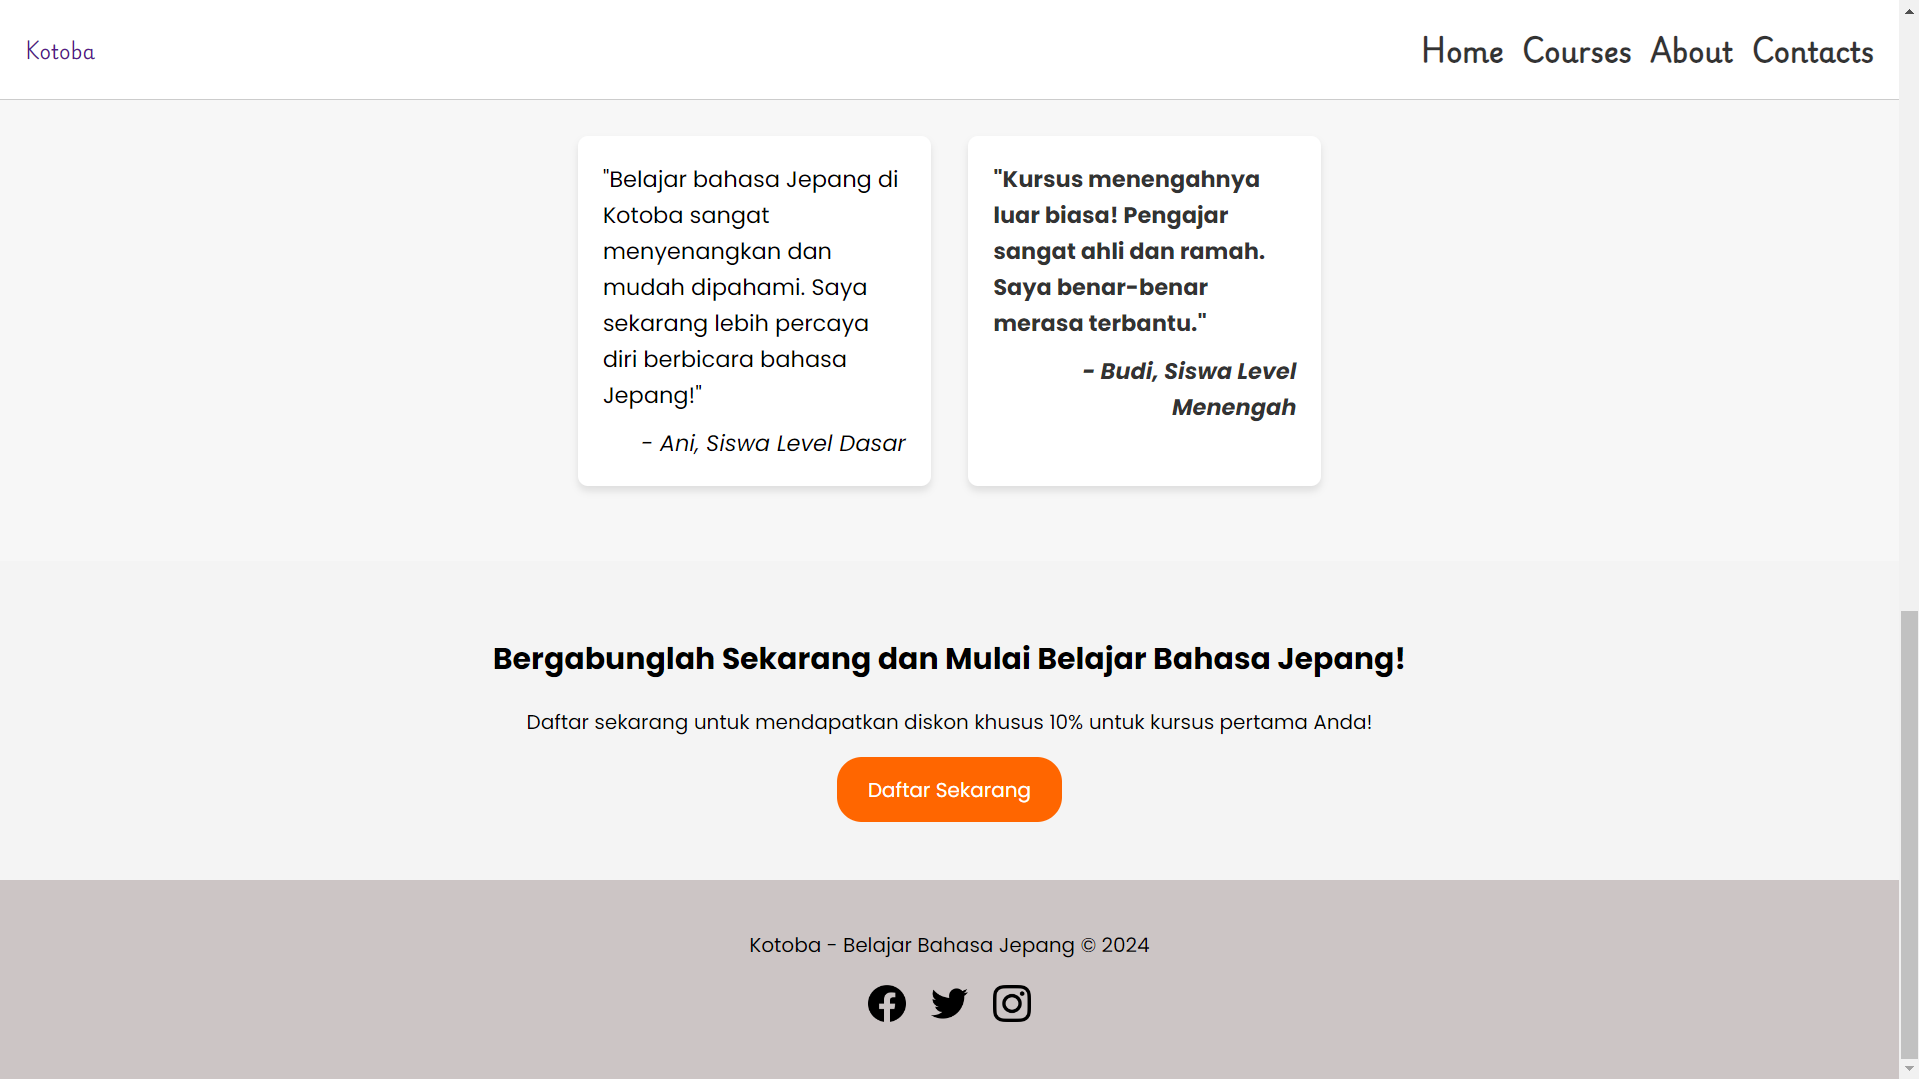 Kotoba
Home Courses About Contacts
"Belajar bahasa Jepang di
Kotoba sangat
menyenangkan dan
mudah dipahami. Saya
sekarang lebih percaya
diri berbicara bahasa
Jepang!"
- Ani, Siswa Level Dasar
"Kursus menengahnya
luar biasa! Pengajar
sangat ahli dan ramah.
Saya benar-benar
merasa terbantu."
- Budi, Siswa Level
Menengah
Bergabunglah Sekarang dan Mulai Belajar Bahasa Jepang!
Daftar sekarang untuk mendapatkan diskon khusus 10% untuk kursus pertama Anda!
Daftar Sekarang
Kotoba - Belajar Bahasa Jepang © 2024